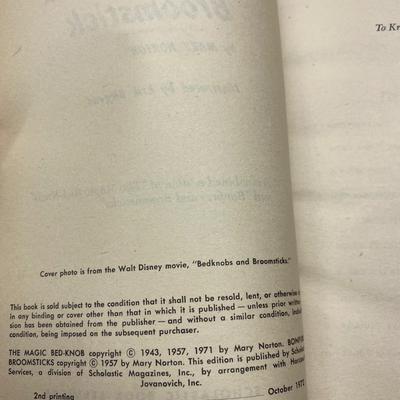 To Kr
Cover photo is from the Walt Disney movie, "Bedknobs and Broomsticks."
This book is sold subject to the condition that it shall not be resold, lent, or otherwise
in any binding or cover other than that in which it is published — unless prior
sion has been obtained from the publisher — and without a similar condition,
condition, being imposed on the subsequent purchaser.
THE MAGIC BED-KNOB copyright © 1943, 1957, 1971 by Mary Norton.
BROOMSTICKS copyright © 1957 by Mary Norton. This edition is published by
Services, a division of Scholastic Magazines, Inc., by arrangement with
Jovanovich, Inc.
2nd printing
October 197